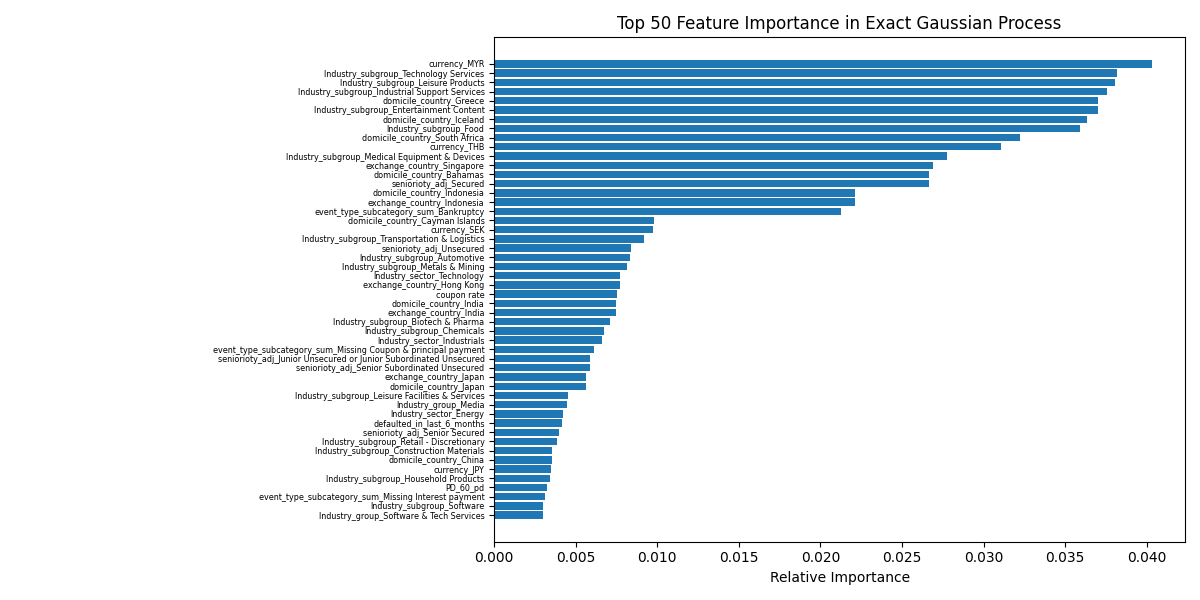 Top 50 Feature Importance in Exact Gaussian Process
currency_MYR
Industry_subgroup_Technology Services
Industry_subgroup_Leisure Products
Industry_subgroup_Industrial Support Services
domicile_country_Greece
Industry_subgroup_Entertainment Content
domicile_country_Iceland
Industry_subgroup_Food
domicile_country_South Africa
currency_THB
Industry_subgroup_Medical Equipment & Devices
exchange_country_Singapore
domicile_country_Bahamas
seniorioty_adj_Secured
domicile_country_Indonesia
exchange_country_Indonesia
event_type_subcategory_sum_Bankruptcy
domicile_country_Cayman Islands
currency_SEK
Industry_subgroup_Transportation & Logistics
seniorioty_adj_Unsecured
Industry_subgroup_Automotive
Industry_subgroup_Metals & Mining
Industry_sector_Technology
exchange_country_Hong Kong
coupon rate
domicile_country_India
exchange_country_India
Industry_subgroup_Biotech & Pharma
Industry_subgroup_Chemicals
Industry_sector_Industrials
event_type_subcategory_sum_Missing Coupon & principal payment
seniorioty_adj_Junior Unsecured or Junior Subordinated Unsecured
seniorioty_adj_Senior Subordinated Unsecured
exchange_country_Japan
domicile_country_Japan
Industry_subgroup_Leisure Facilities & Services
Industry_group_Media
Industry_sector_Energy
defaulted_in_last_6_months
seniorioty_adj_Senior Secured
Industry_subgroup_Retail - Discretionary
Industry_subgroup_Construction Materials
domicile_country_China
currency_JPY
Industry_subgroup_Household Products
PD_60_pd
event_type_subcategory_sum_Missing Interest payment
Industry_subgroup_Software
Industry_group_Software & Tech Services
0.000 0.005 0.010 0.015 0.020 0.025 0.030 0.035 0.040
Relative Importance